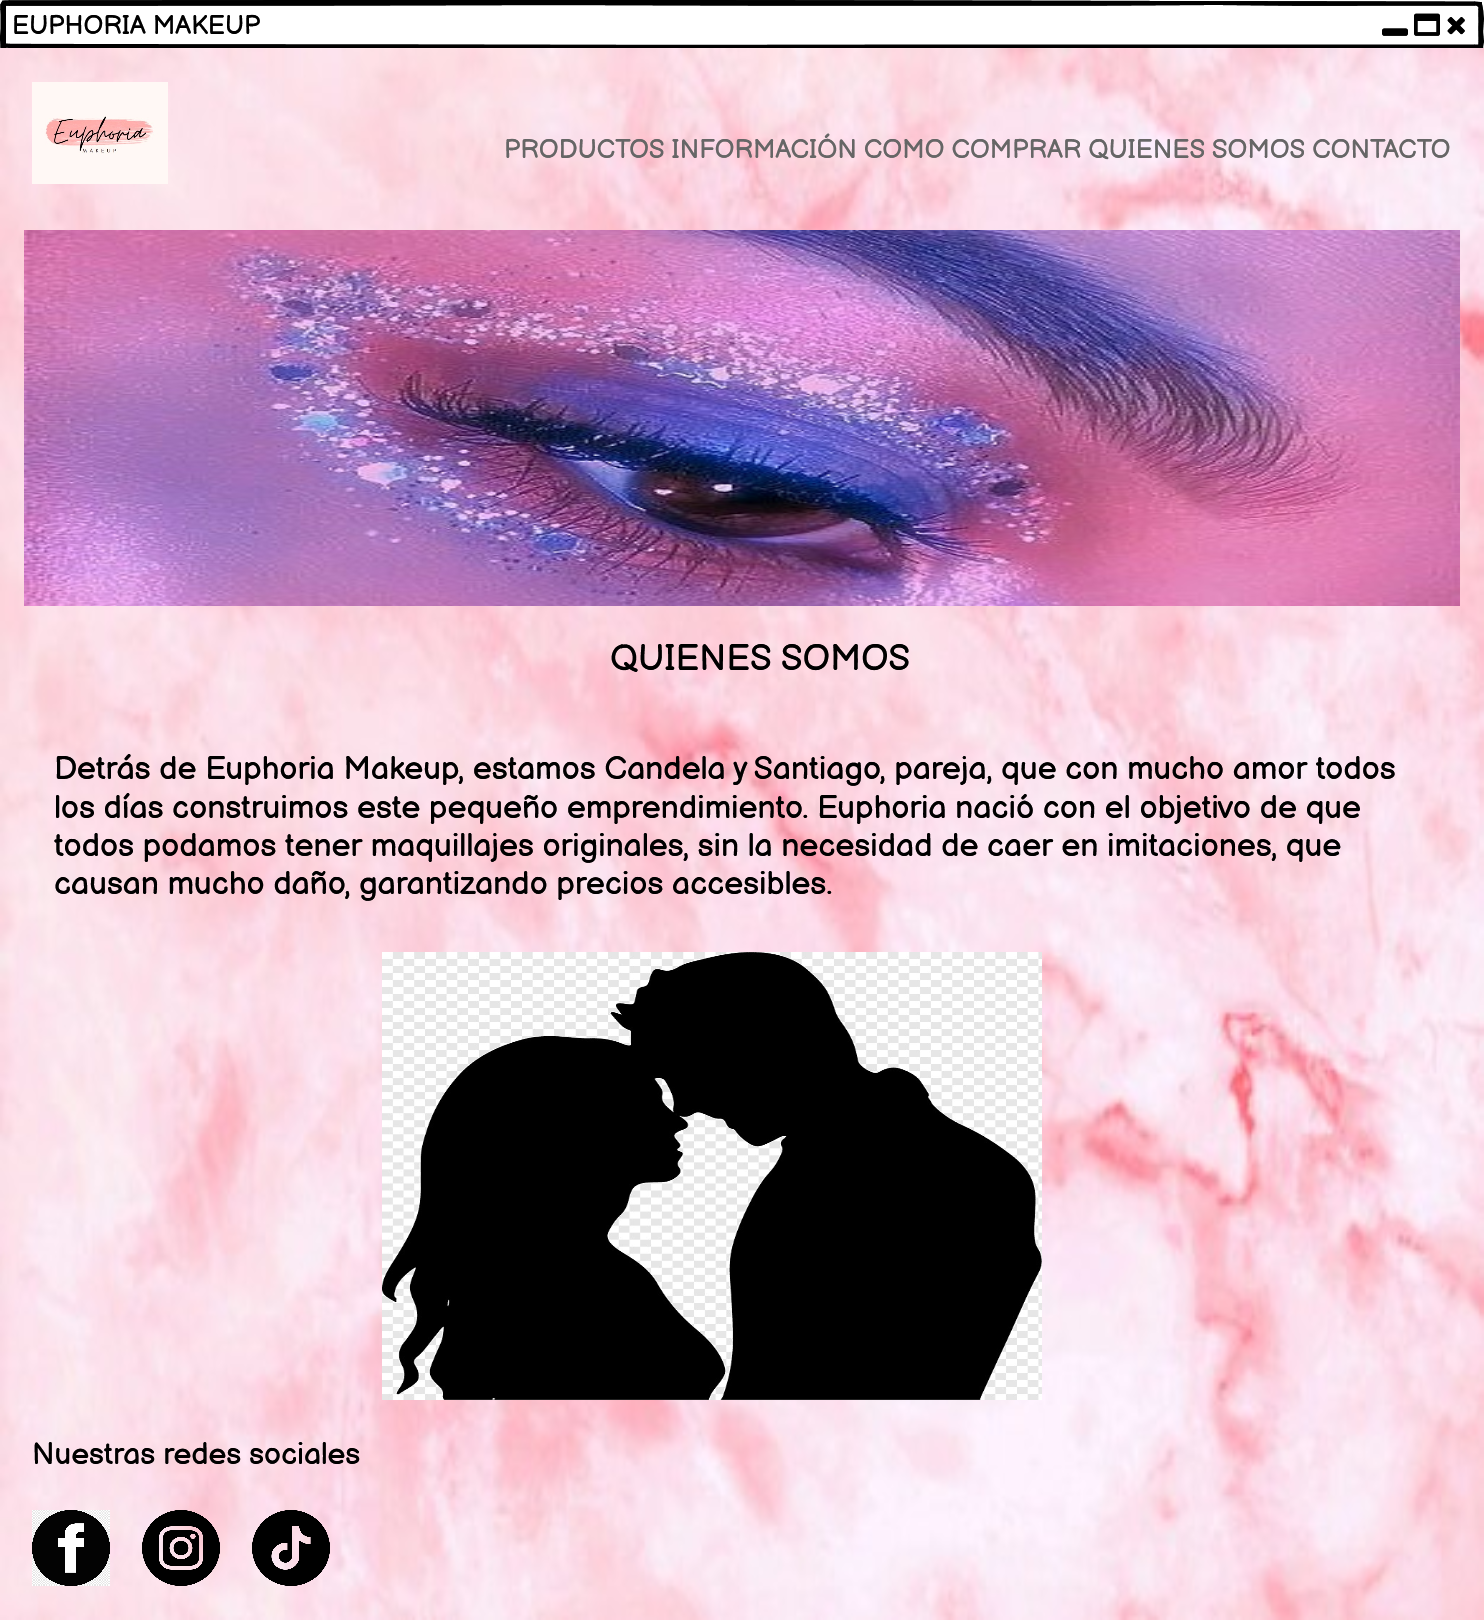 EUPHORIA MAKEUP
Euphoria
MAKEUP
PRODUCTOS INFORMACIÓN COMO COMPRAR QUIENES SOMOS CONTACTO
QUIENES SOMOS
Detrás de Euphoria Makeup, estamos Candela y Santiago, pareja, que con mucho amor todos
los días construimos este pequeño emprendimiento. Euphoria nació con el objetivo de que
todos podamos tener maquillajes originales, sin la necesidad de caer en imitaciones, que
causan mucho daño, garantizando precios accesibles.
Nuestras redes sociales